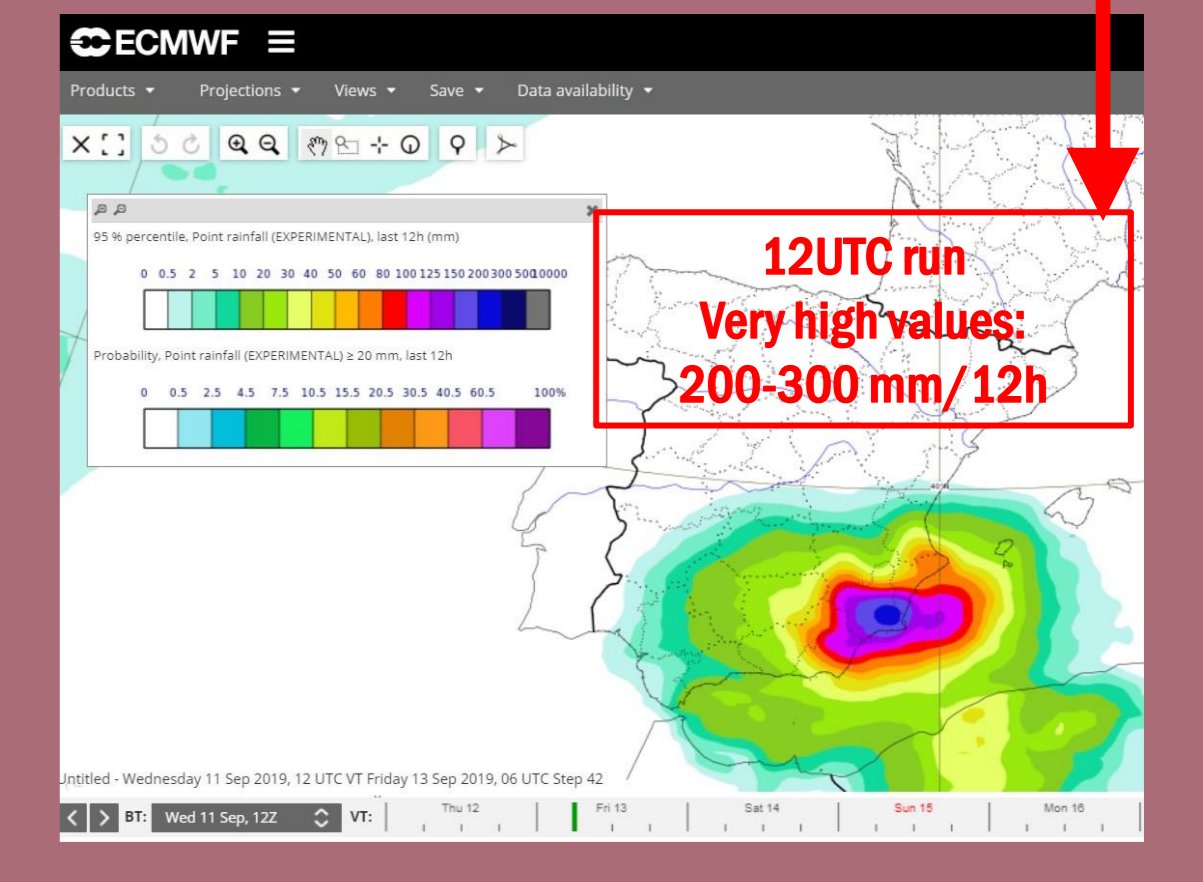 ECMWF
Products Projections Views Save Data availability
95 % percentile, Point rainfall (EXPERIMENTAL), last 12h (mm)
0 0.5 2 5 10 20 30 40 50 60 80 100 125 150 200 300 500 10000
Probability, Point rainfall (EXPERIMENTAL) ≥ 20 mm, last 12h
0 0.5 2.5 4.5 7.5 10.5 15.5 20.5 30.5 40.5 60.5 100%
12UTC run
Very high values:
200-300 mm/12h
40°N
Untitled - Wednesday 11 Sep 2019, 12 UTC VT Friday 13 Sep 2019, 06 UTC Step 42
BT: Wed 11 Sep, 12Z VT: Thu 12 Fri 13 Sat 14 Sun 15 Mon 16